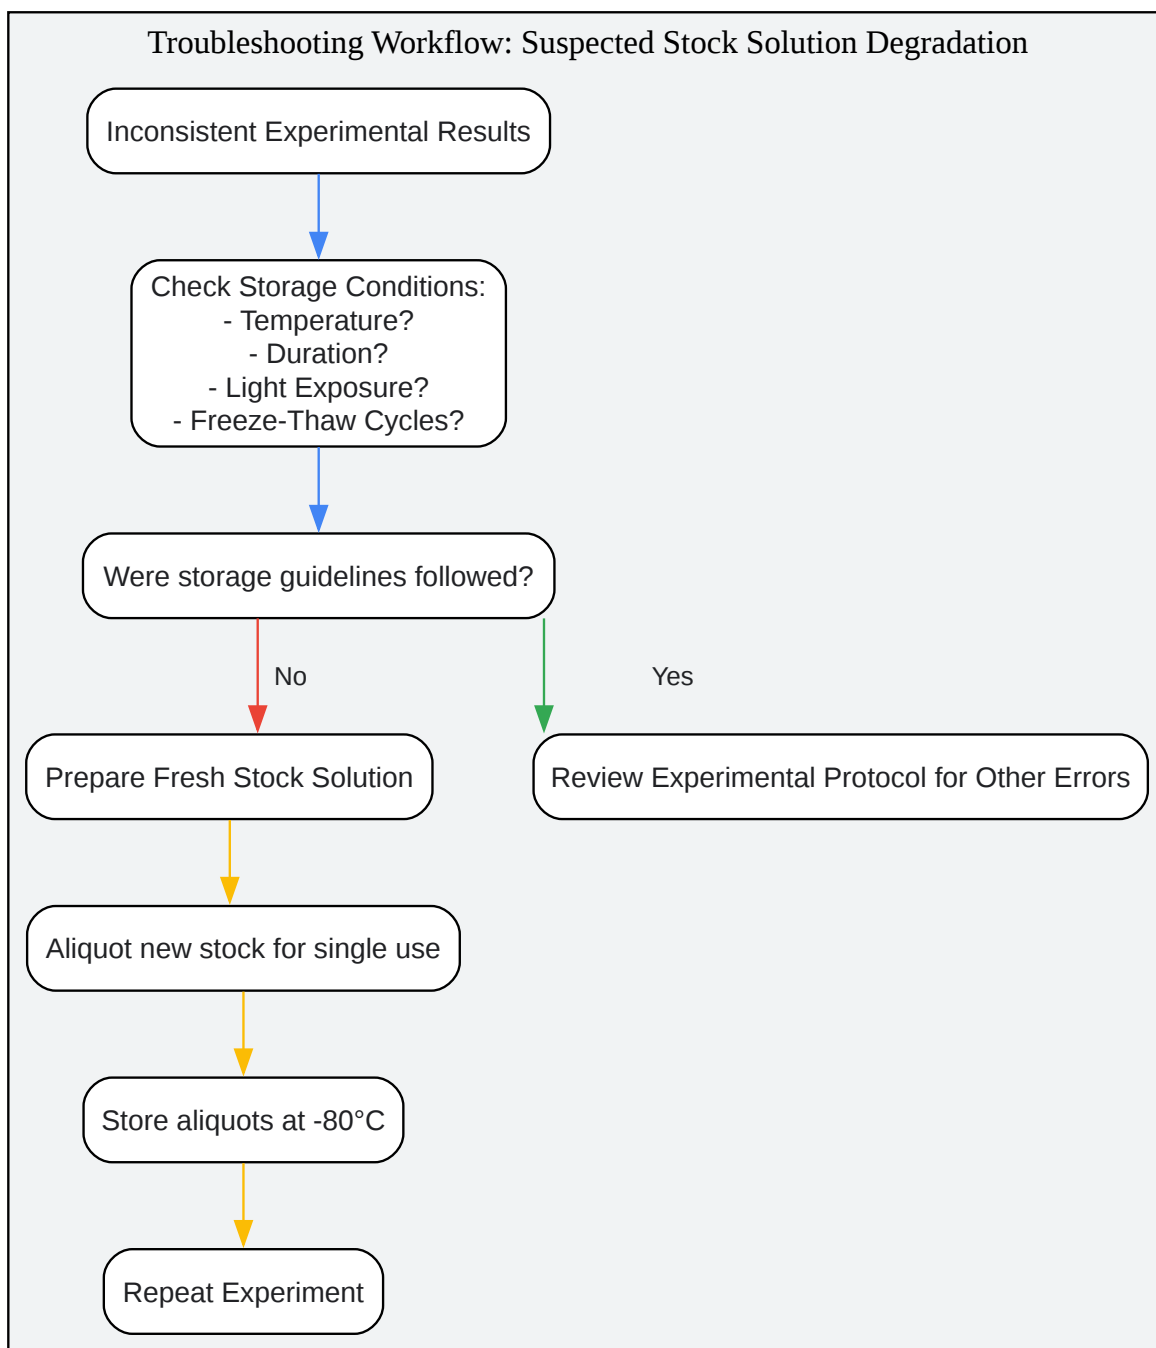 Troubleshooting Workflow: Suspected Stock Solution Degradation
Inconsistent Experimental Results
Check Storage Conditions:
- Temperature?
- Duration?
- Light Exposure?
- Freeze-Thaw Cycles?
Were storage guidelines followed?
No
Yes
Prepare Fresh Stock Solution
Review Experimental Protocol for Other Errors
Aliquot new stock for single use
Store aliquots at -80°C
Repeat Experiment